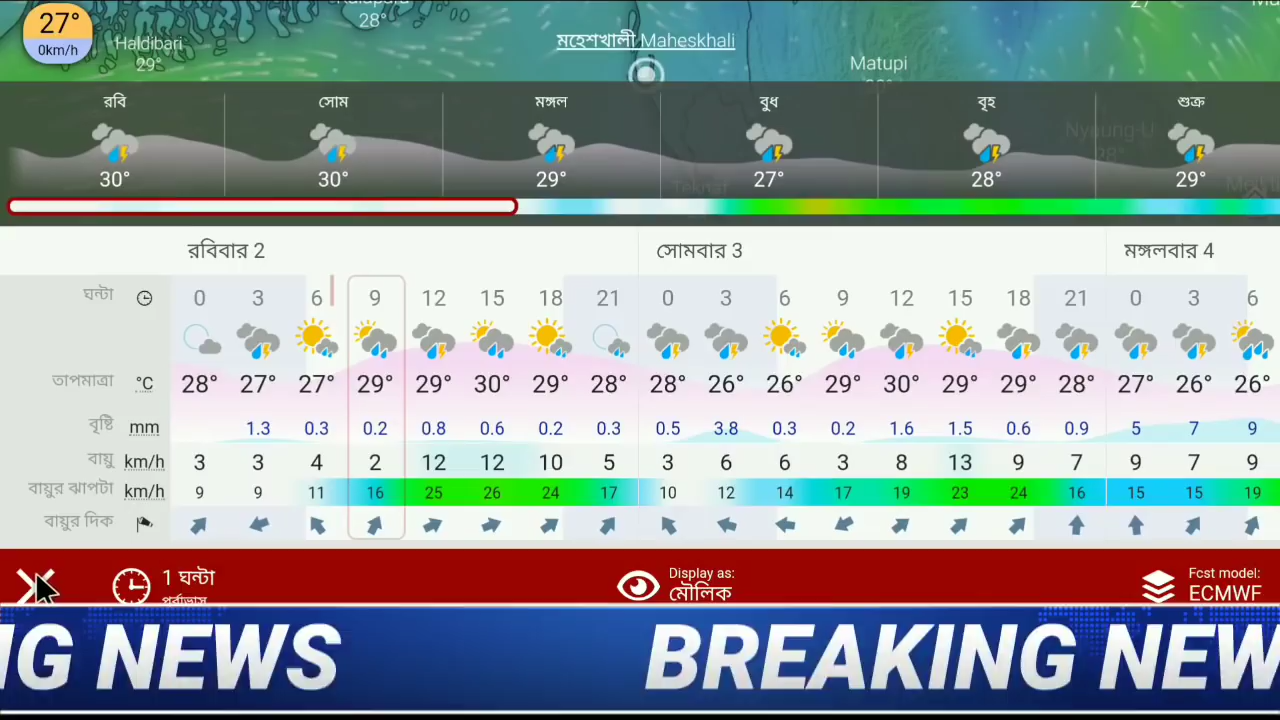 28°
27°
27°
0km/h
Haldibari
29°
মহেশখালী Maheskhali
Matupi
রবি সোম মঙ্গল বুধ বৃহ শুক্র
Nyaung-U
28°
30° 30° 29° 27° 28° 29°
Teknaf
রবিবার 2 সোমবার 3 মঙ্গলবার 4
ঘন্টা 0 3 6 9 12 15 18 21 0 3 6 9 12 15 18 21 0 3 6
তাপমাত্রা °C 28° 27° 27° 29° 29° 30° 29° 28° 28° 26° 26° 29° 30° 29° 29° 28° 27° 26° 26°
বৃষ্টি mm 1.3 0.3 0.2 0.8 0.6 0.2 0.3 0.5 3.8 0.3 0.2 1.6 1.5 0.6 0.9 5 7 9
বায়ু km/h 3 3 4 2 12 12 10 5 3 6 6 3 8 13 9 7 9 7 9
বায়ুর ঝাপটা km/h 9 9 11 16 25 26 24 17 10 12 14 17 19 23 24 16 15 15 19
বায়ুর দিক
1 ঘন্টা
পূর্বাভাস
Display as:
মৌলিক
Fcst model:
ECMWF
NG NEWS BREAKING NEW